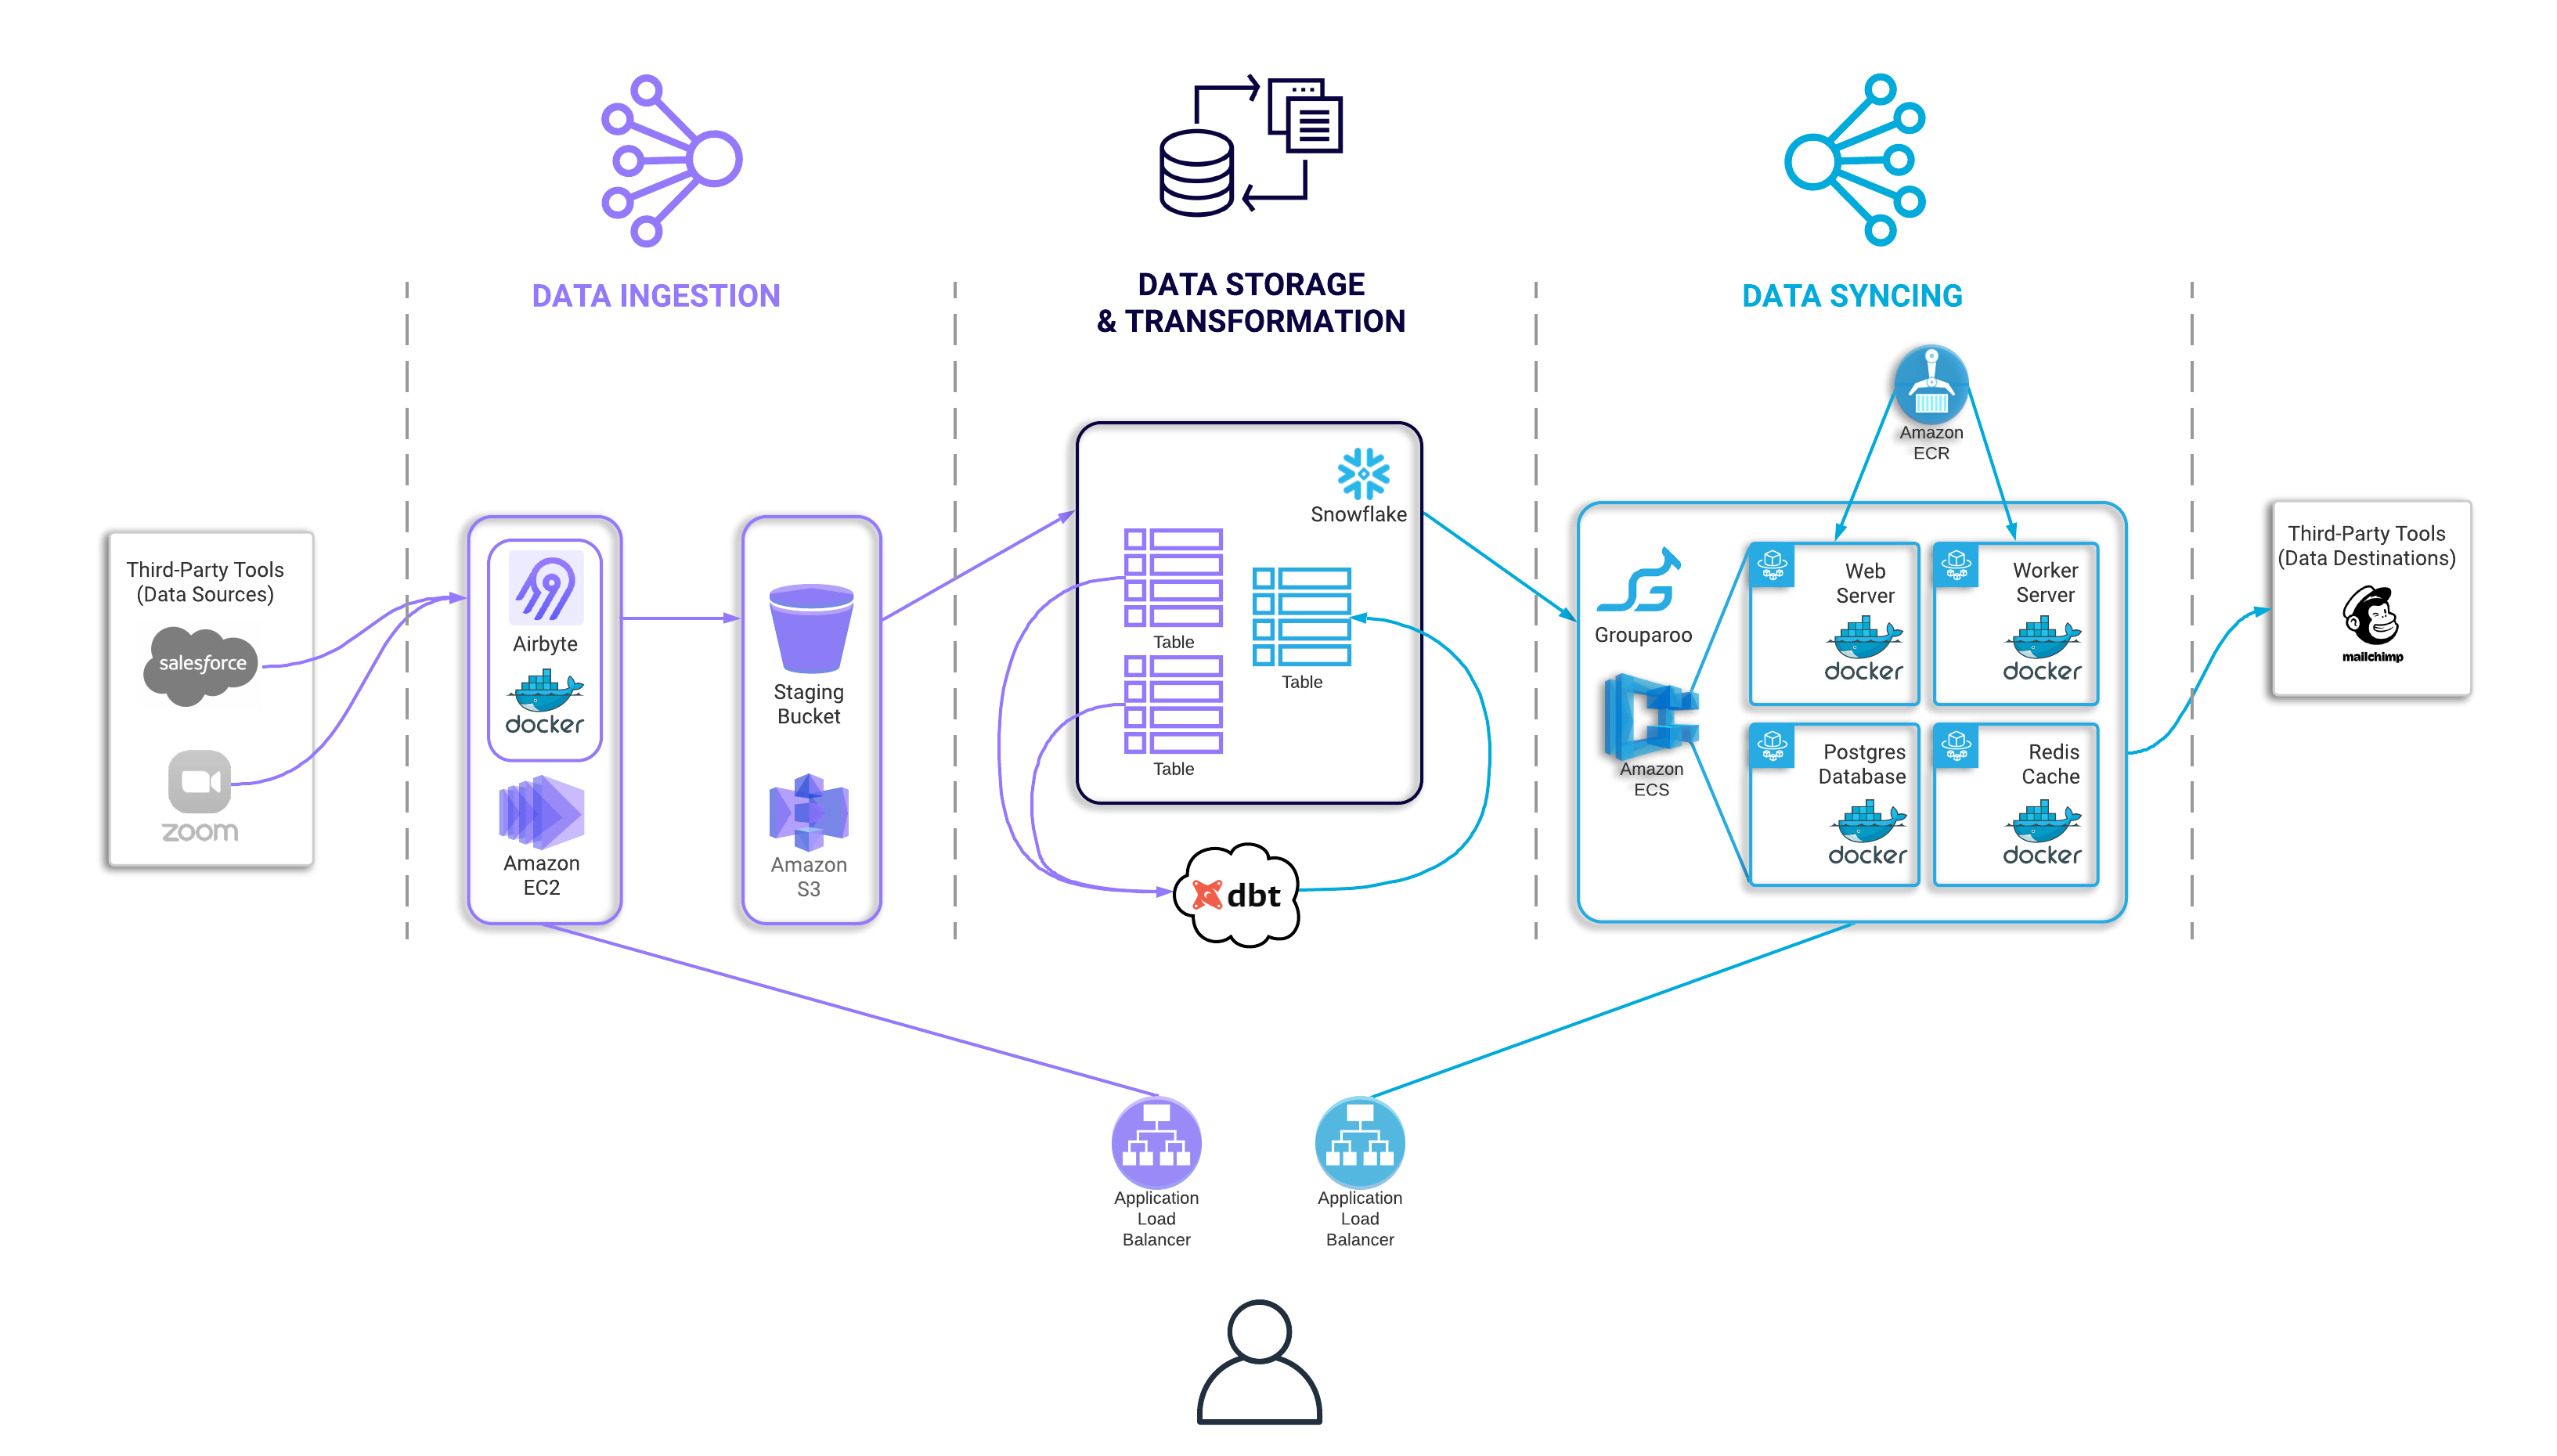 DATA INGESTION
DATA STORAGE
& TRANSFORMATION
DATA SYNCING
Third-Party Tools
(Data Sources)
salesforce
zoom
Airbyte
docker
Amazon
EC2
Staging
Bucket
Amazon
S3
Snowflake
Table
Table
Table
dbt
Amazon
ECR
Grouparoo
Amazon
ECS
Web
Server
docker
Worker
Server
docker
Postgres
Database
docker
Redis
Cache
docker
Third-Party Tools
(Data Destinations)
mailchimp
Application
Load
Balancer
Application
Load
Balancer